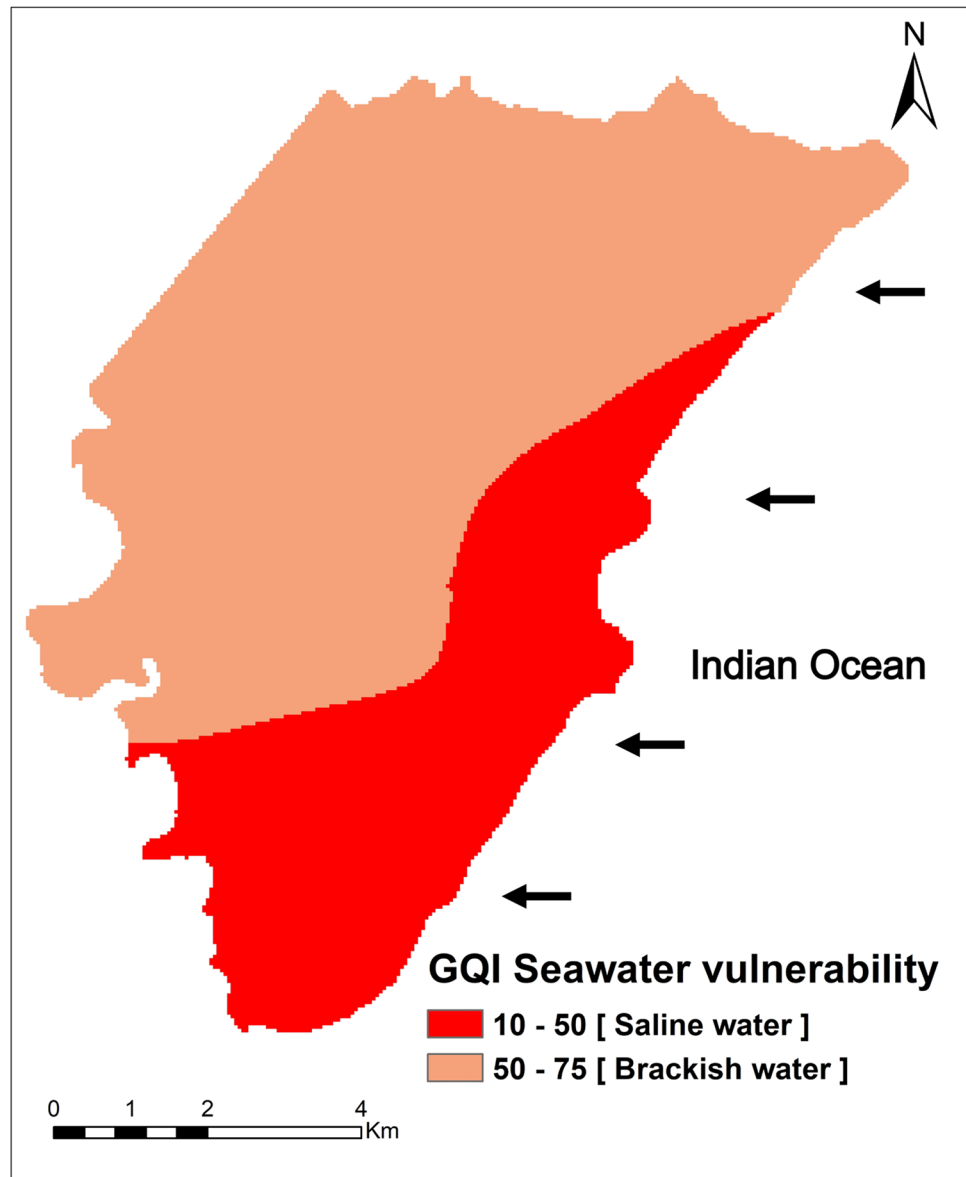 N
Indian Ocean
GQI Seawater vulnerability
10 - 50 [ Saline water ]
50 - 75 [ Brackish water ]
0 1 2 4
Km